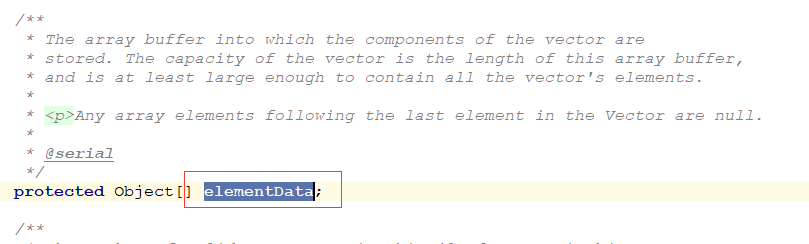 /**
* The array buffer into which the components of the vector are
* stored. The capacity of the vector is the length of this array buffer,
* and is at least large enough to contain all the vector's elements.
*
* <p>Any array elements following the last element in the Vector are null.
*
* @serial
*/
protected Object[] elementData;
/**